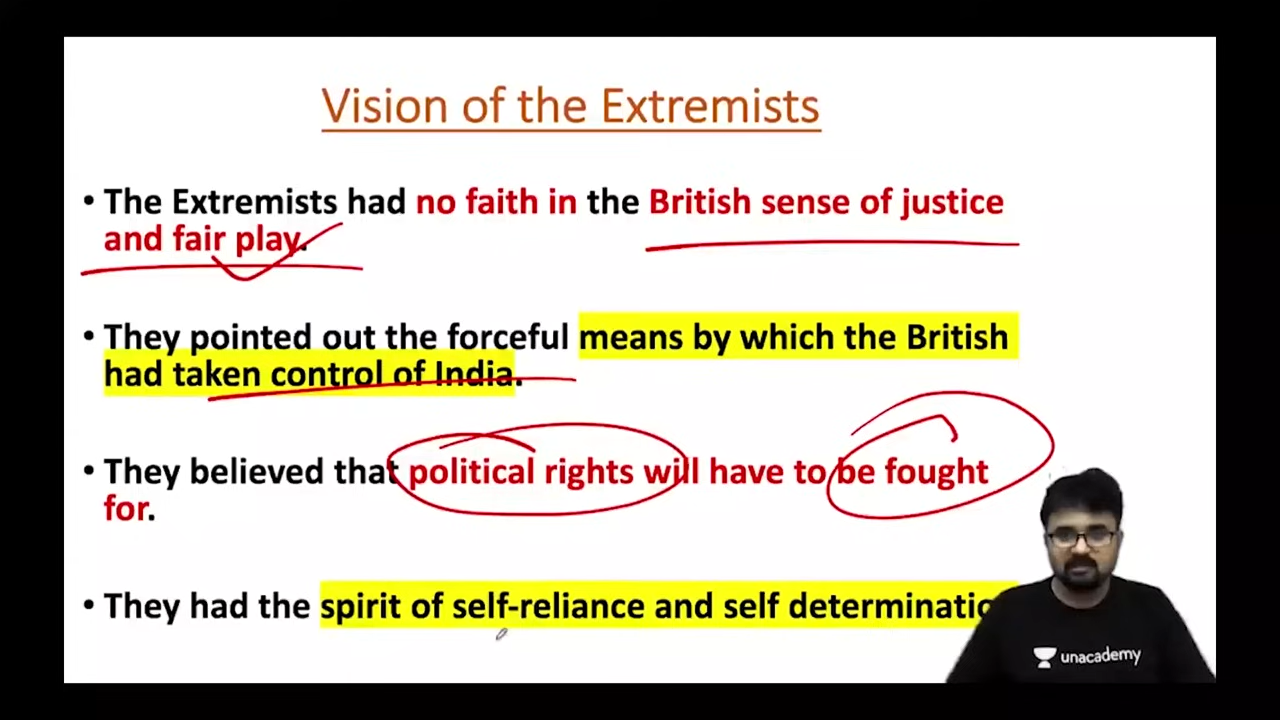 Vision of the Extremists
• The Extremists had no faith in the British sense of justice
and fair play.
• They pointed out the forceful means by which the British
had taken control of India.
• They believed that political rights will have to be fought
for.
• They had the spirit of self-reliance and self
unacademy